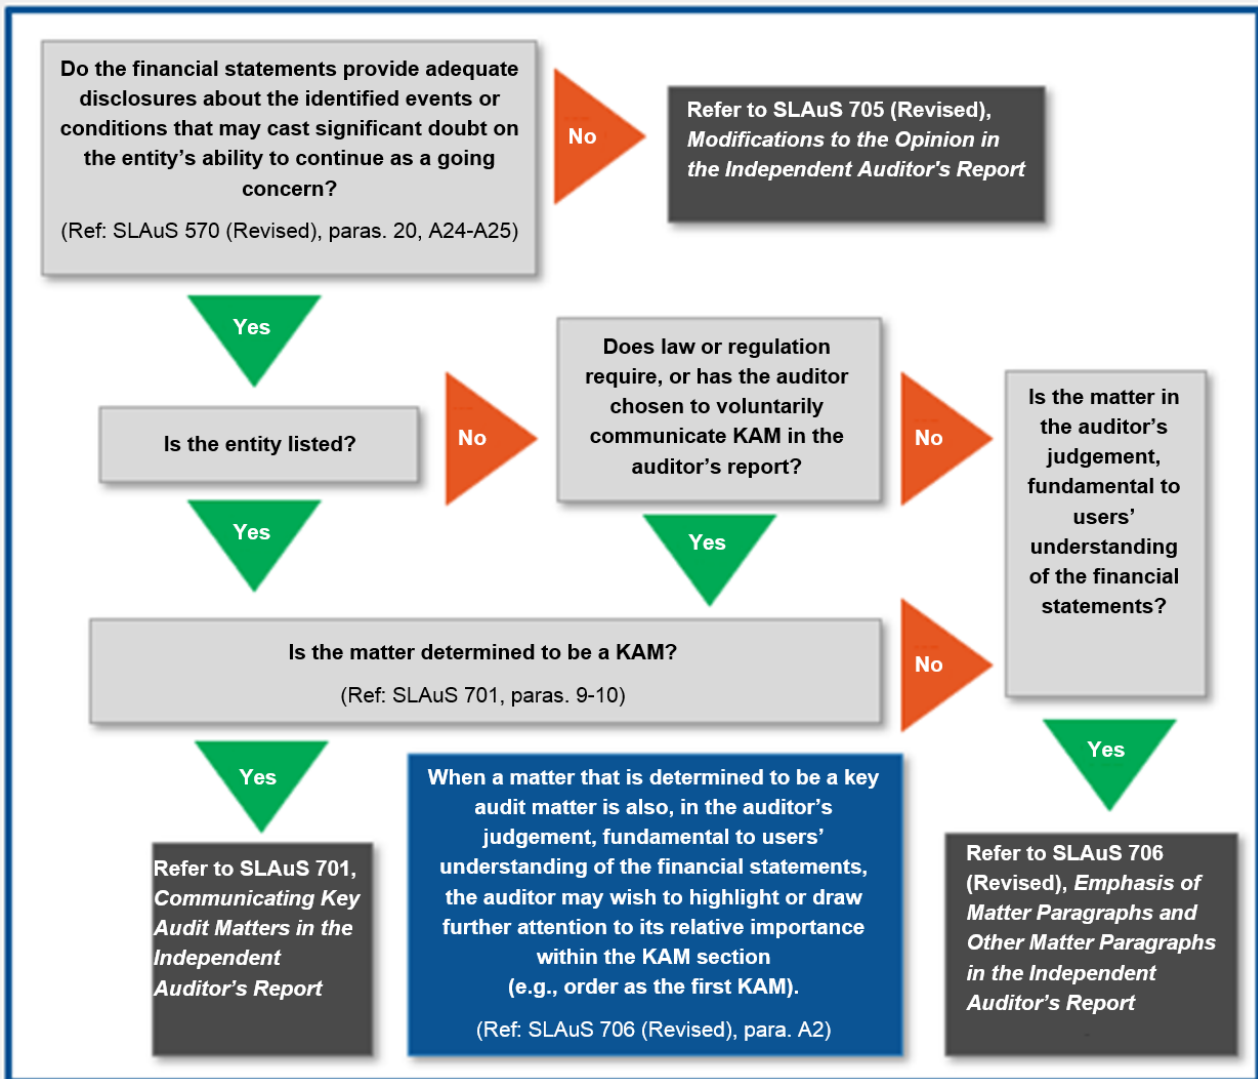 Do the financial statements provide adequate
disclosures about the identified events or
conditions that may cast significant doubt on
the entity's ability to continue as a going
concern?
(Ref: SLAuS 570 (Revised), paras. 20, A24-A25)
No
Refer to SLAuS 705 (Revised),
Modifications to the Opinion in
the Independent Auditor's Report
Yes
Is the entity listed?
No
Does law or regulation
require, or has the auditor
chosen to voluntarily
communicate KAM in the
auditor's report?
No
Is the matter in
the auditor's
judgement,
fundamental to
users'
understanding
of the financial
statements?
Yes
Yes
Is the matter determined to be a KAM?
(Ref: SLAuS 701, paras. 9-10)
No
Yes
Yes
Refer to SLAuS 701,
Communicating Key
Audit Matters in the
Independent
Auditor's Report
When a matter that is determined to be a key
audit matter is also, in the auditor's
judgement, fundamental to users'
understanding of the financial statements,
the auditor may wish to highlight or draw
further attention to its relative importance
within the KAM section
(e.g., order as the first KAM).
(Ref: SLAuS 706 (Revised), para. A2)
Refer to SLAuS 706
(Revised), Emphasis of
Matter Paragraphs and
Other Matter Paragraphs
in the Independent
Auditor's Report